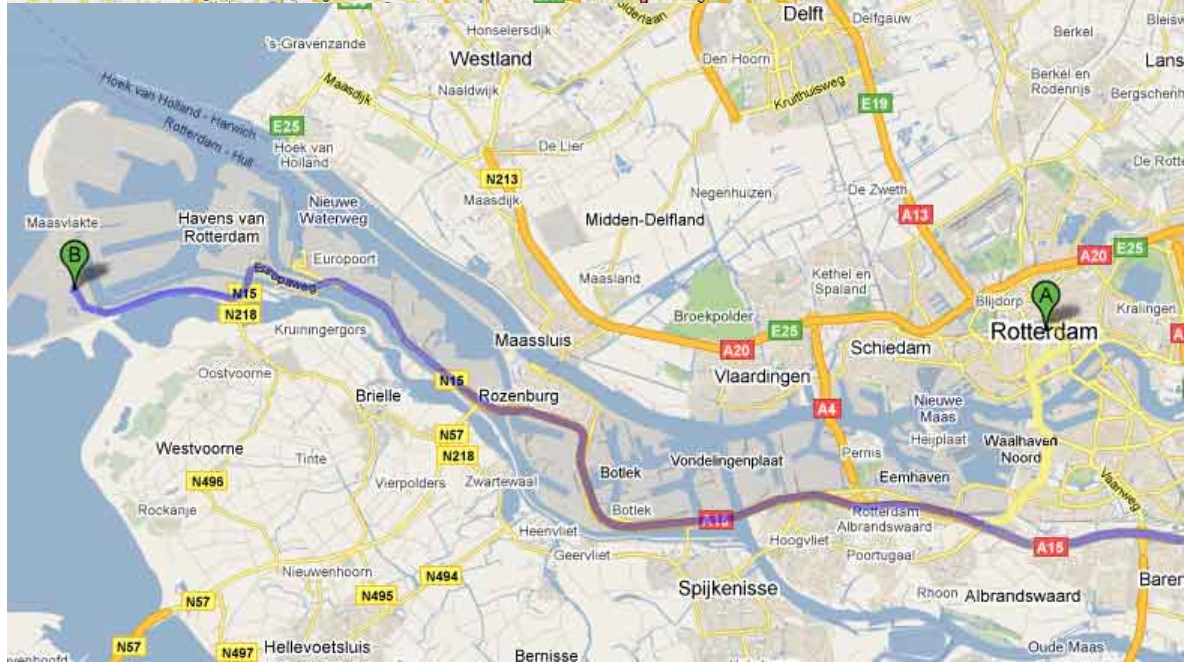 Delft
Delfgauw
Honselersdijk
Berkel
's-Gravenzande
Westland
Den Hoorn
Berkel en
Rodenrijs
Maasdijk
Naaldwijk
Kruithuisweg
E19
Hoek van Holland - Harwich
Rotterdam - Hull
E25
Hoek van
Holland
De Lier
N213
Negenhuizen
De Zweth
Maasdijk
Nieuwe
Waterweg
Midden-Delfland
A13
Maasvlakte
Havens van
Rotterdam
B
Europoort
A20
E25
Europaweg
Maasland
Kethel en
Spaland
A
N15
N218
Blijdorp
Kralingen
Broekpolder
Rotterdam
Kruiningergors
E25
Maassluis
A20
Schiedam
Oostvoorne
N15
Vlaardingen
Brielle
Rozenburg
A4
Nieuwe
Maas
Heijplaat
Waalhaven
Noord
N57
N218
Westvoorne
Tinte
Pernis
Vondelingenplaat
Botlek
Eemhaven
N496
Vierpolders
Zwartewaal
Vaanweg
Rockanje
Botlek
A15
Rotterdam
Albrandswaard
Heenvliet
Hoogvliet
A15
Geervliet
Poortugaal
Nieuwenhoorn
N494
Spijkenisse
N495
Rhoon
Albrandswaard
N57
N57
N497
Hellevoetsluis
Bernisse
Oude Maas